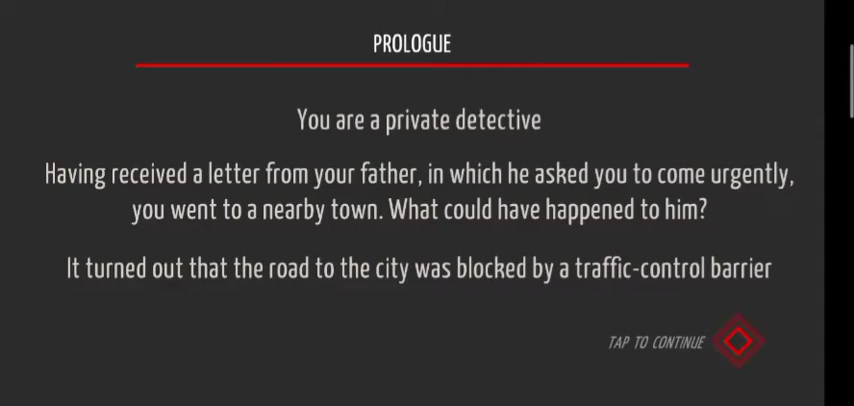 PROLOGUE
You are a private detective
Having received a letter from your father, in which he asked you to come urgently,
you went to a nearby town. What could have happened to him?
It turned out that the road to the city was blocked by a traffic-control barrier
TAP TO CONTINUE